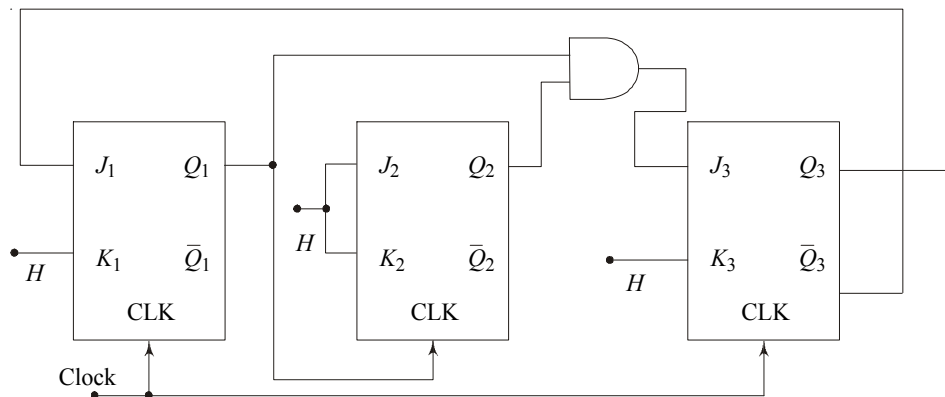 J₁ Q₁ J₂ Q₂ J₃ Q₃
H K₁ Q̅₁ H K₂ Q̅₂ H K₃ Q̅₃
CLK CLK CLK
Clock